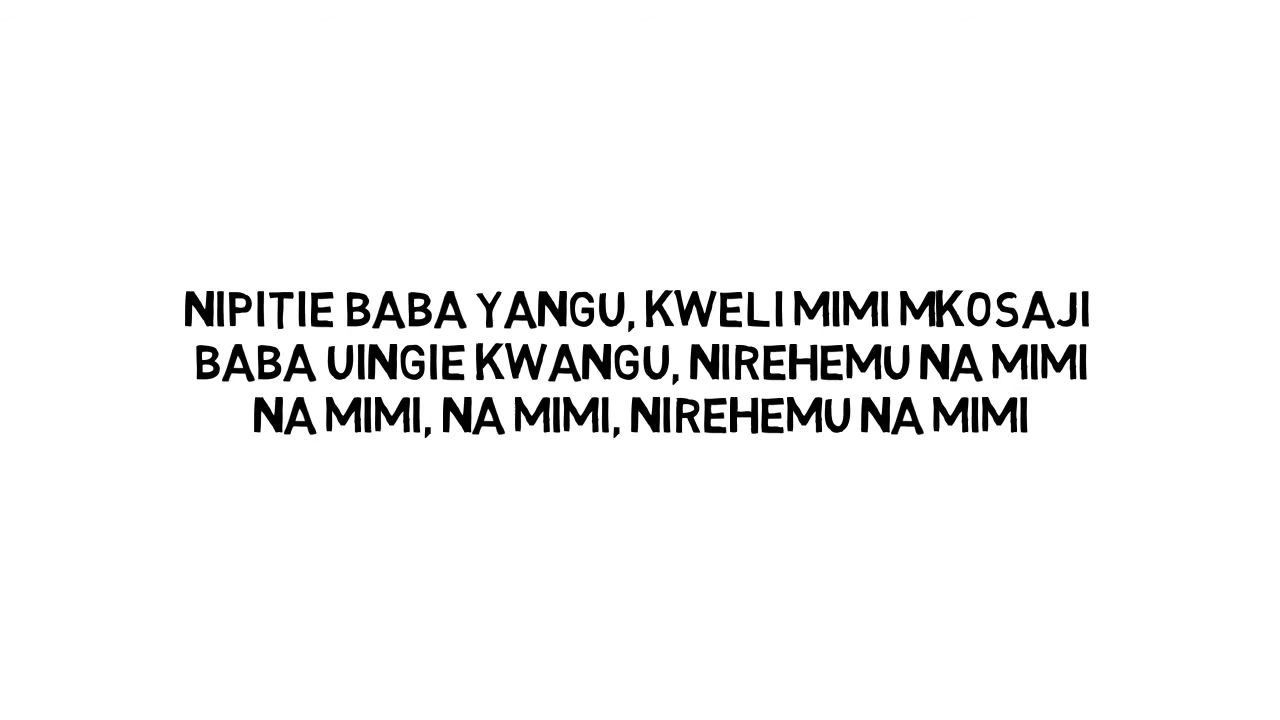 NIPITIE BABA YANGU, KWELI MIMI MKOSAJI
BABA UINGIE KWANGU, NIREHEMU NA MIMI
NA MIMI, NA MIMI, NIREHEMU NA MIMI